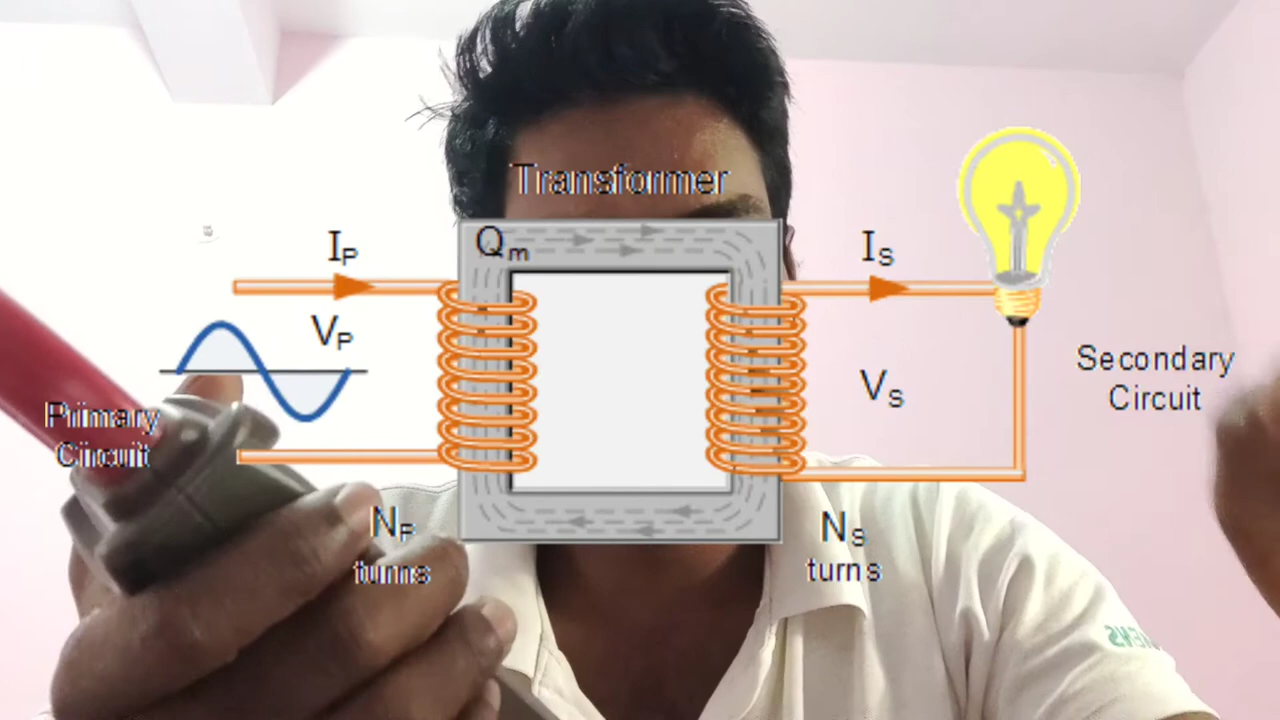 Transformer
Qm
IP
IS
VP
VS
Primary
Circuit
Secondary
Circuit
NP
turns
NS
turns